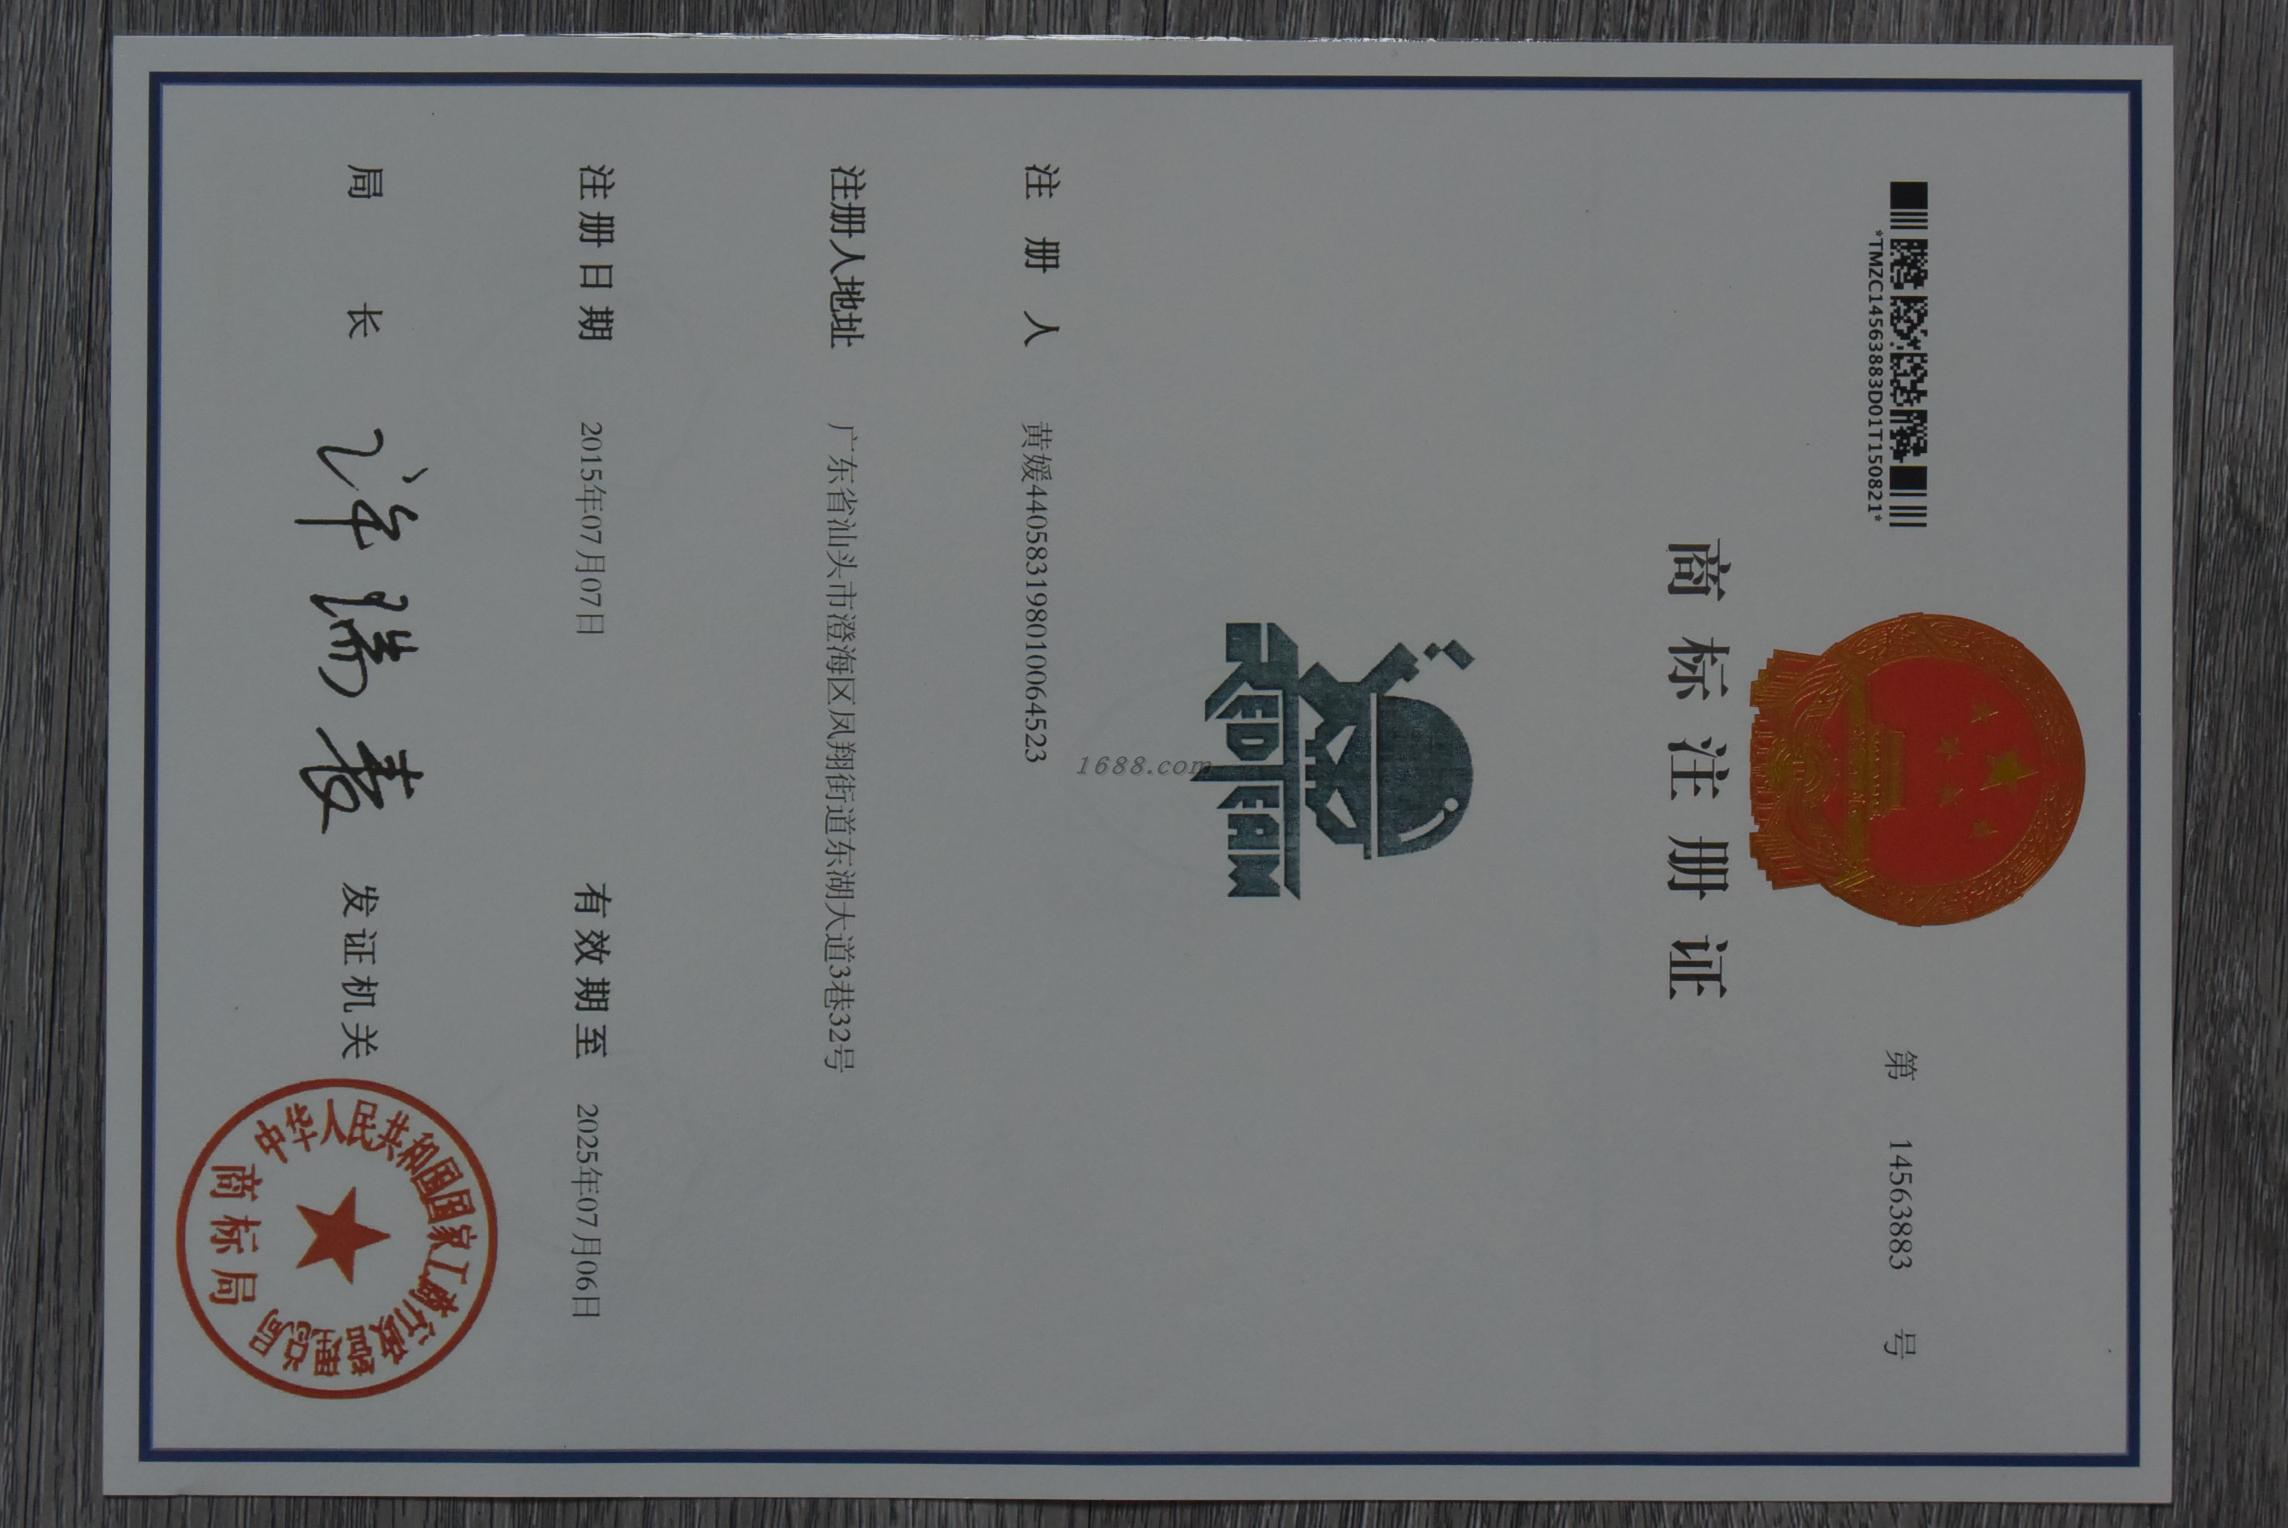 *TMZC14563883D01T150821*
第 14563883 号
商标注册证
RED TEAM
1688.com
注册人 黄媛440583198010064523
注册人地址 广东省汕头市澄海区凤翔街道东湖大道3巷32号
注册日期 2015年07月07日 有效期至 2025年07月06日
局长 许瑞表 发证机关
中华人民共和国国家工商行政管理总局
商标局